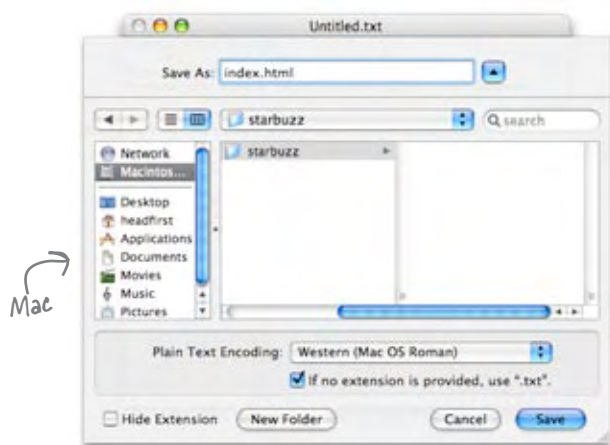 Untitled.txt
Save As: index.html
starbuzz
search
Network
Macintos...
starbuzz
Desktop
headfirst
Applications
Documents
Movies
Music
Pictures
Mac
Plain Text Encoding: Western (Mac OS Roman)
If no extension is provided, use ".txt".
Hide Extension New Folder Cancel Save